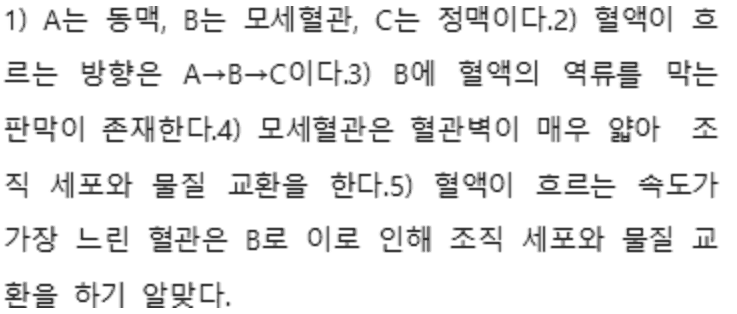 1) A는 동맥, B는 모세혈관, C는 정맥이다.2) 혈액이 흐
르는 방향은 A→B→C이다.3) B에 혈액의 역류를 막는
판막이 존재한다.4) 모세혈관은 혈관벽이 매우 얇아 조
직 세포와 물질 교환을 한다.5) 혈액이 흐르는 속도가
가장 느린 혈관은 B로 이로 인해 조직 세포와 물질 교
환을 하기 알맞다.